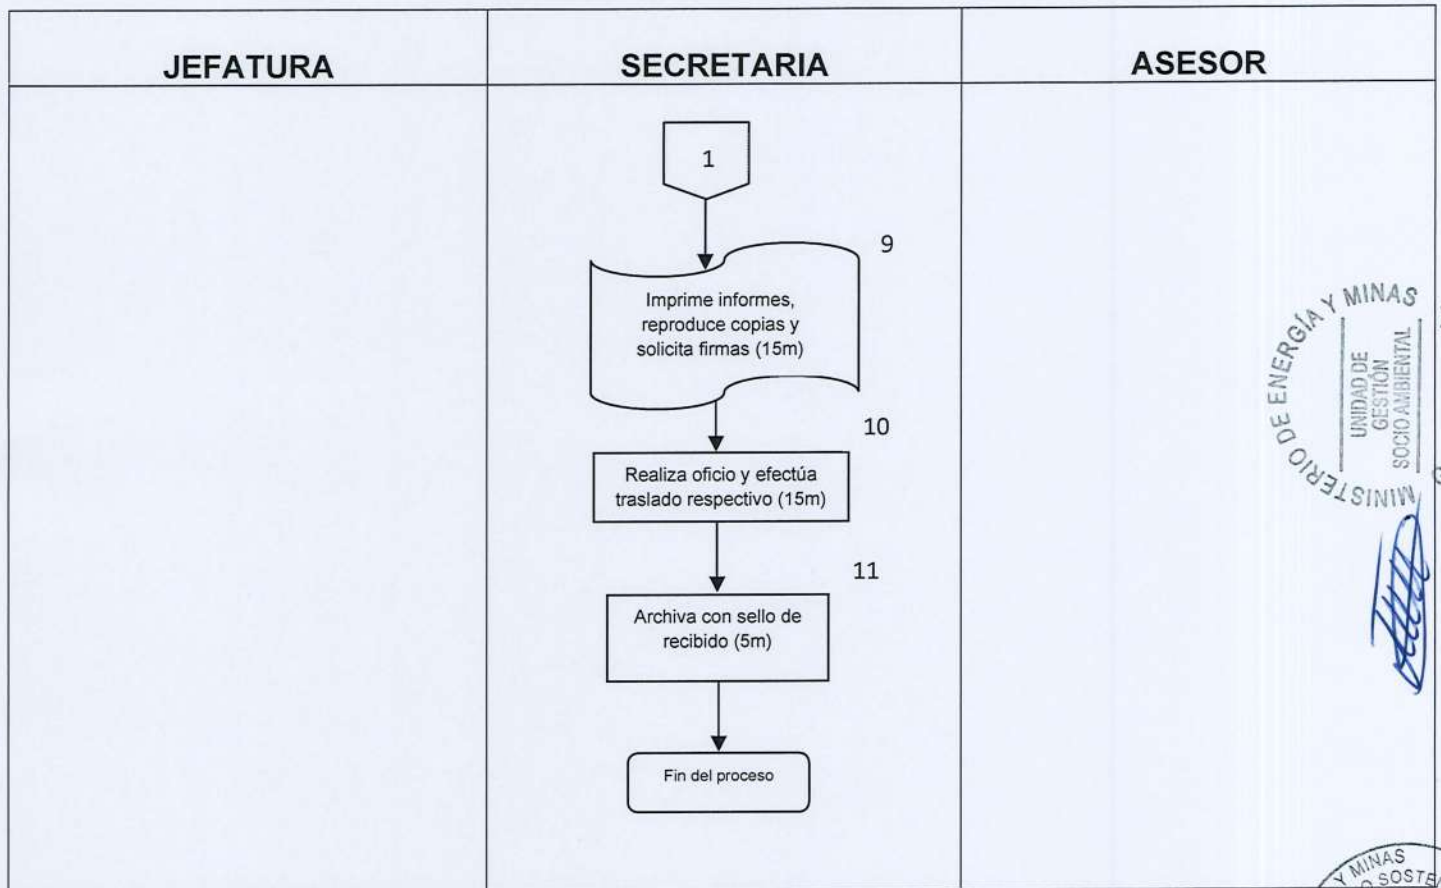 JEFATURA
SECRETARIA
ASESOR
1
9
Imprime informes,
reproduce copias y
solicita firmas (15m)
10
Realiza oficio y efectúa
traslado respectivo (15m)
11
Archiva con sello de
recibido (5m)
Fin del proceso
MINISTERIO DE ENERGÍA Y MINAS
UNIDAD DE
GESTIÓN
SOCIO AMBIENTAL
Y MINAS